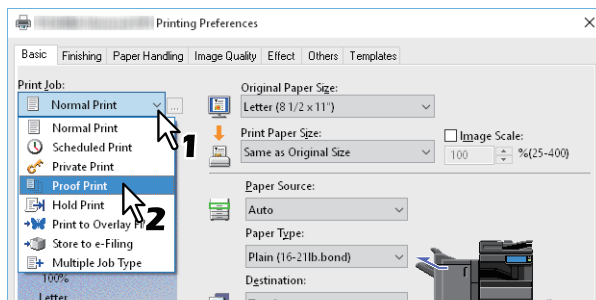 Printing Preferences
Basic Finishing Paper Handling Image Quality Effect Others Templates
Print Job:
Normal Print
...
Normal Print
Scheduled Print
Private Print
Proof Print
Hold Print
Print to Overlay
Store to e-Filing
Multiple Job Type
1
2
100%
Letter
Original Paper Size:
Letter (8 1/2 x 11")
Print Paper Size:
Same as Original Size
Image Scale:
100 %(25-400)
Paper Source:
Auto
Paper Type:
Plain (16-21lb.bond)
Destination: